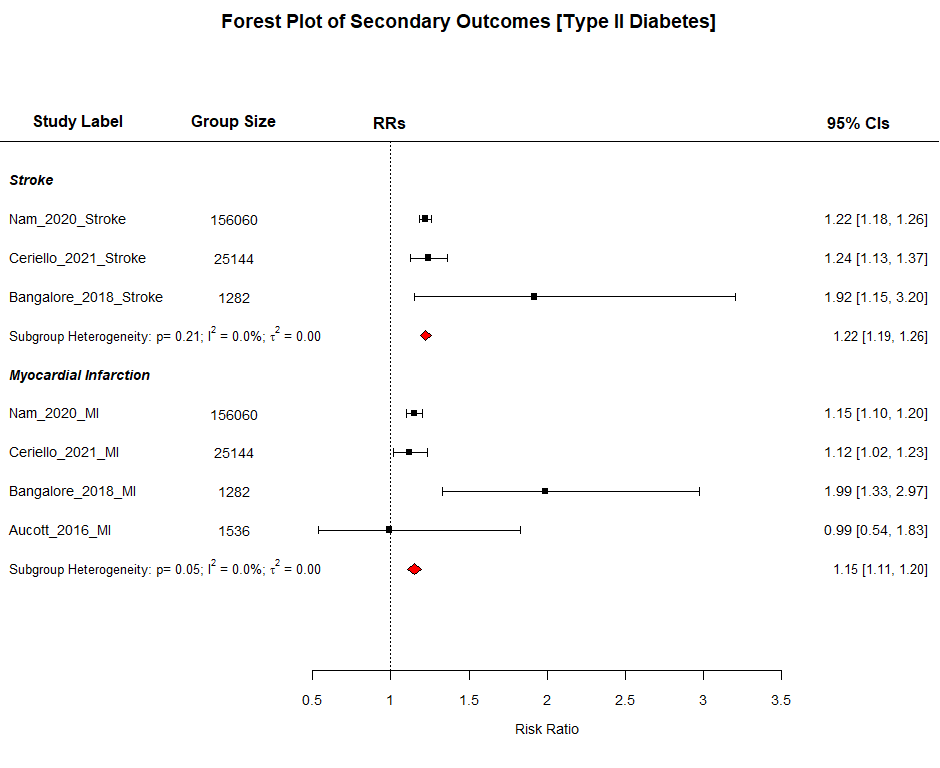 Forest Plot of Secondary Outcomes [Type II Diabetes]
Study Label Group Size RRs 95% CIs
Stroke
Nam_2020_Stroke 156060 1.22 [1.18, 1.26]
Ceriello_2021_Stroke 25144 1.24 [1.13, 1.37]
Bangalore_2018_Stroke 1282 1.92 [1.15, 3.20]
Subgroup Heterogeneity: p= 0.21; I² = 0.0%; τ² = 0.00 1.22 [1.19, 1.26]
Myocardial Infarction
Nam_2020_MI 156060 1.15 [1.10, 1.20]
Ceriello_2021_MI 25144 1.12 [1.02, 1.23]
Bangalore_2018_MI 1282 1.99 [1.33, 2.97]
Aucott_2016_MI 1536 0.99 [0.54, 1.83]
Subgroup Heterogeneity: p= 0.05; I² = 0.0%; τ² = 0.00 1.15 [1.11, 1.20]
0.5 1 1.5 2 2.5 3 3.5
Risk Ratio